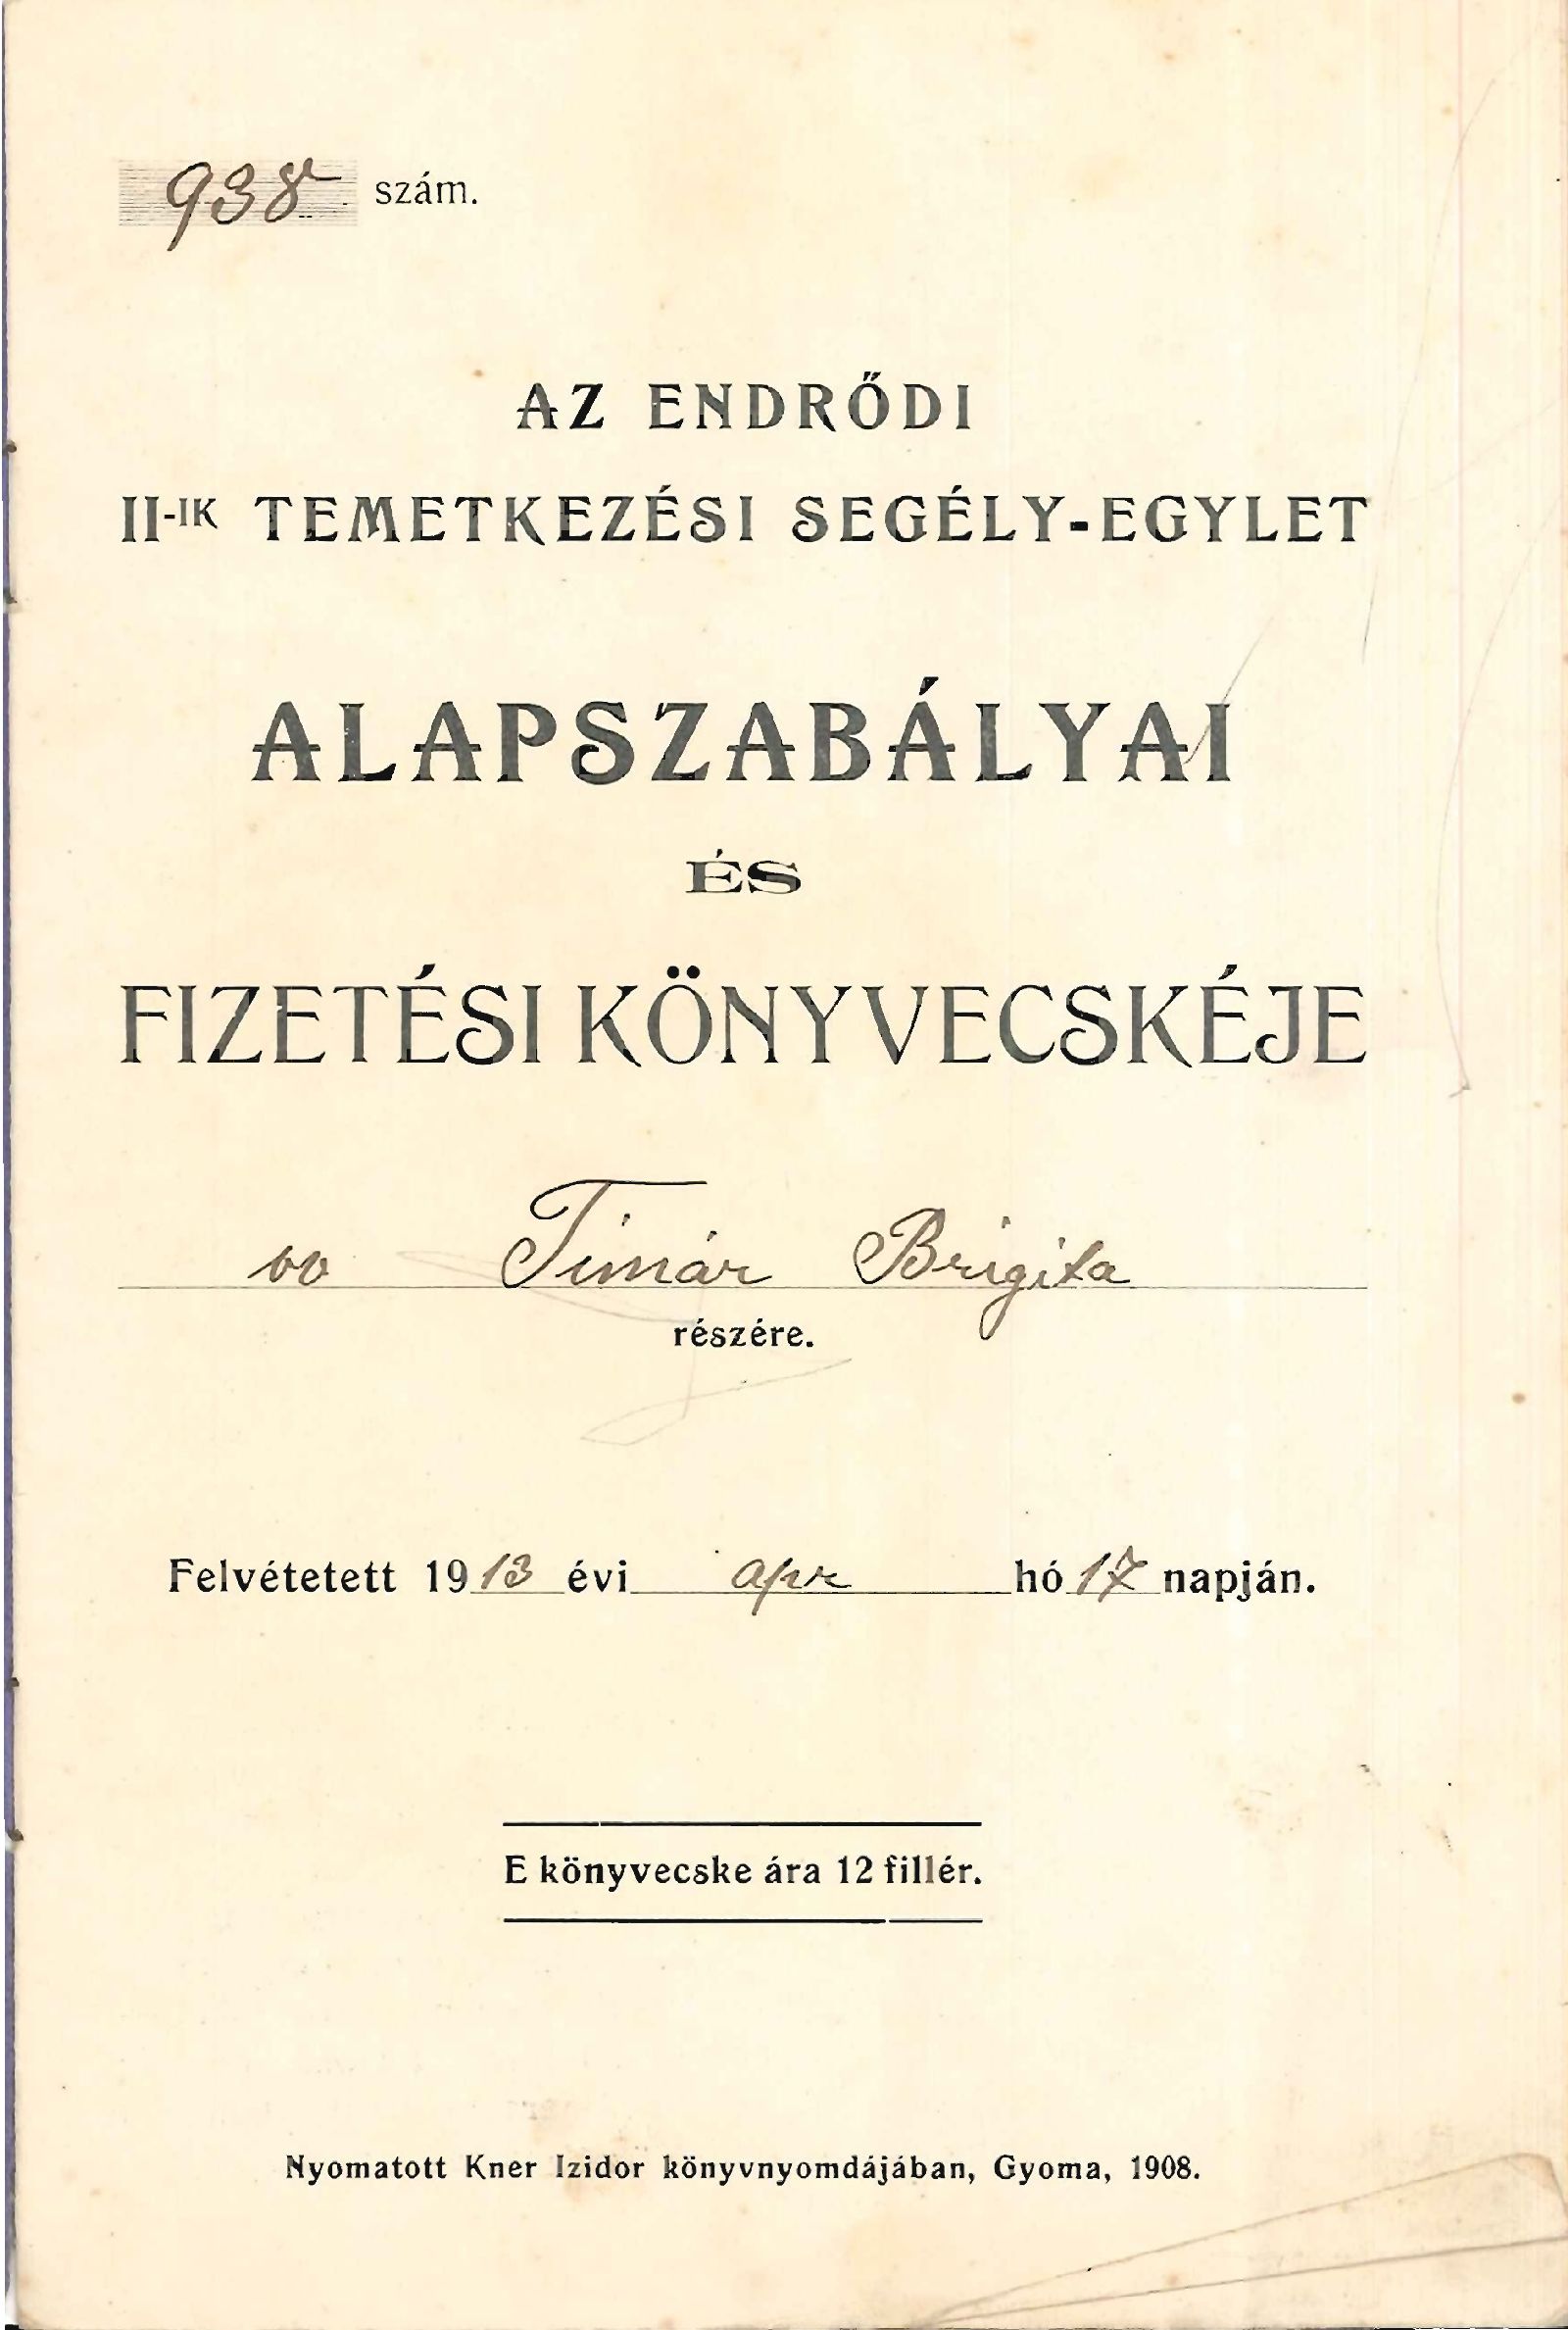 938 szám.
AZ ENDRŐDI
II-IK TEMETKEZÉSI SEGÉLY-EGYLET
ALAPSZABÁLYAI
ÉS
FIZETÉSI KÖNYVECSKÉJE
Timár Brigita
részére.
Felvétetett 1913 évi apr hó 17 napján.
E könyvecske ára 12 fillér.
Nyomatott Kner Izidor könyvnyomdájában, Gyoma, 1908.